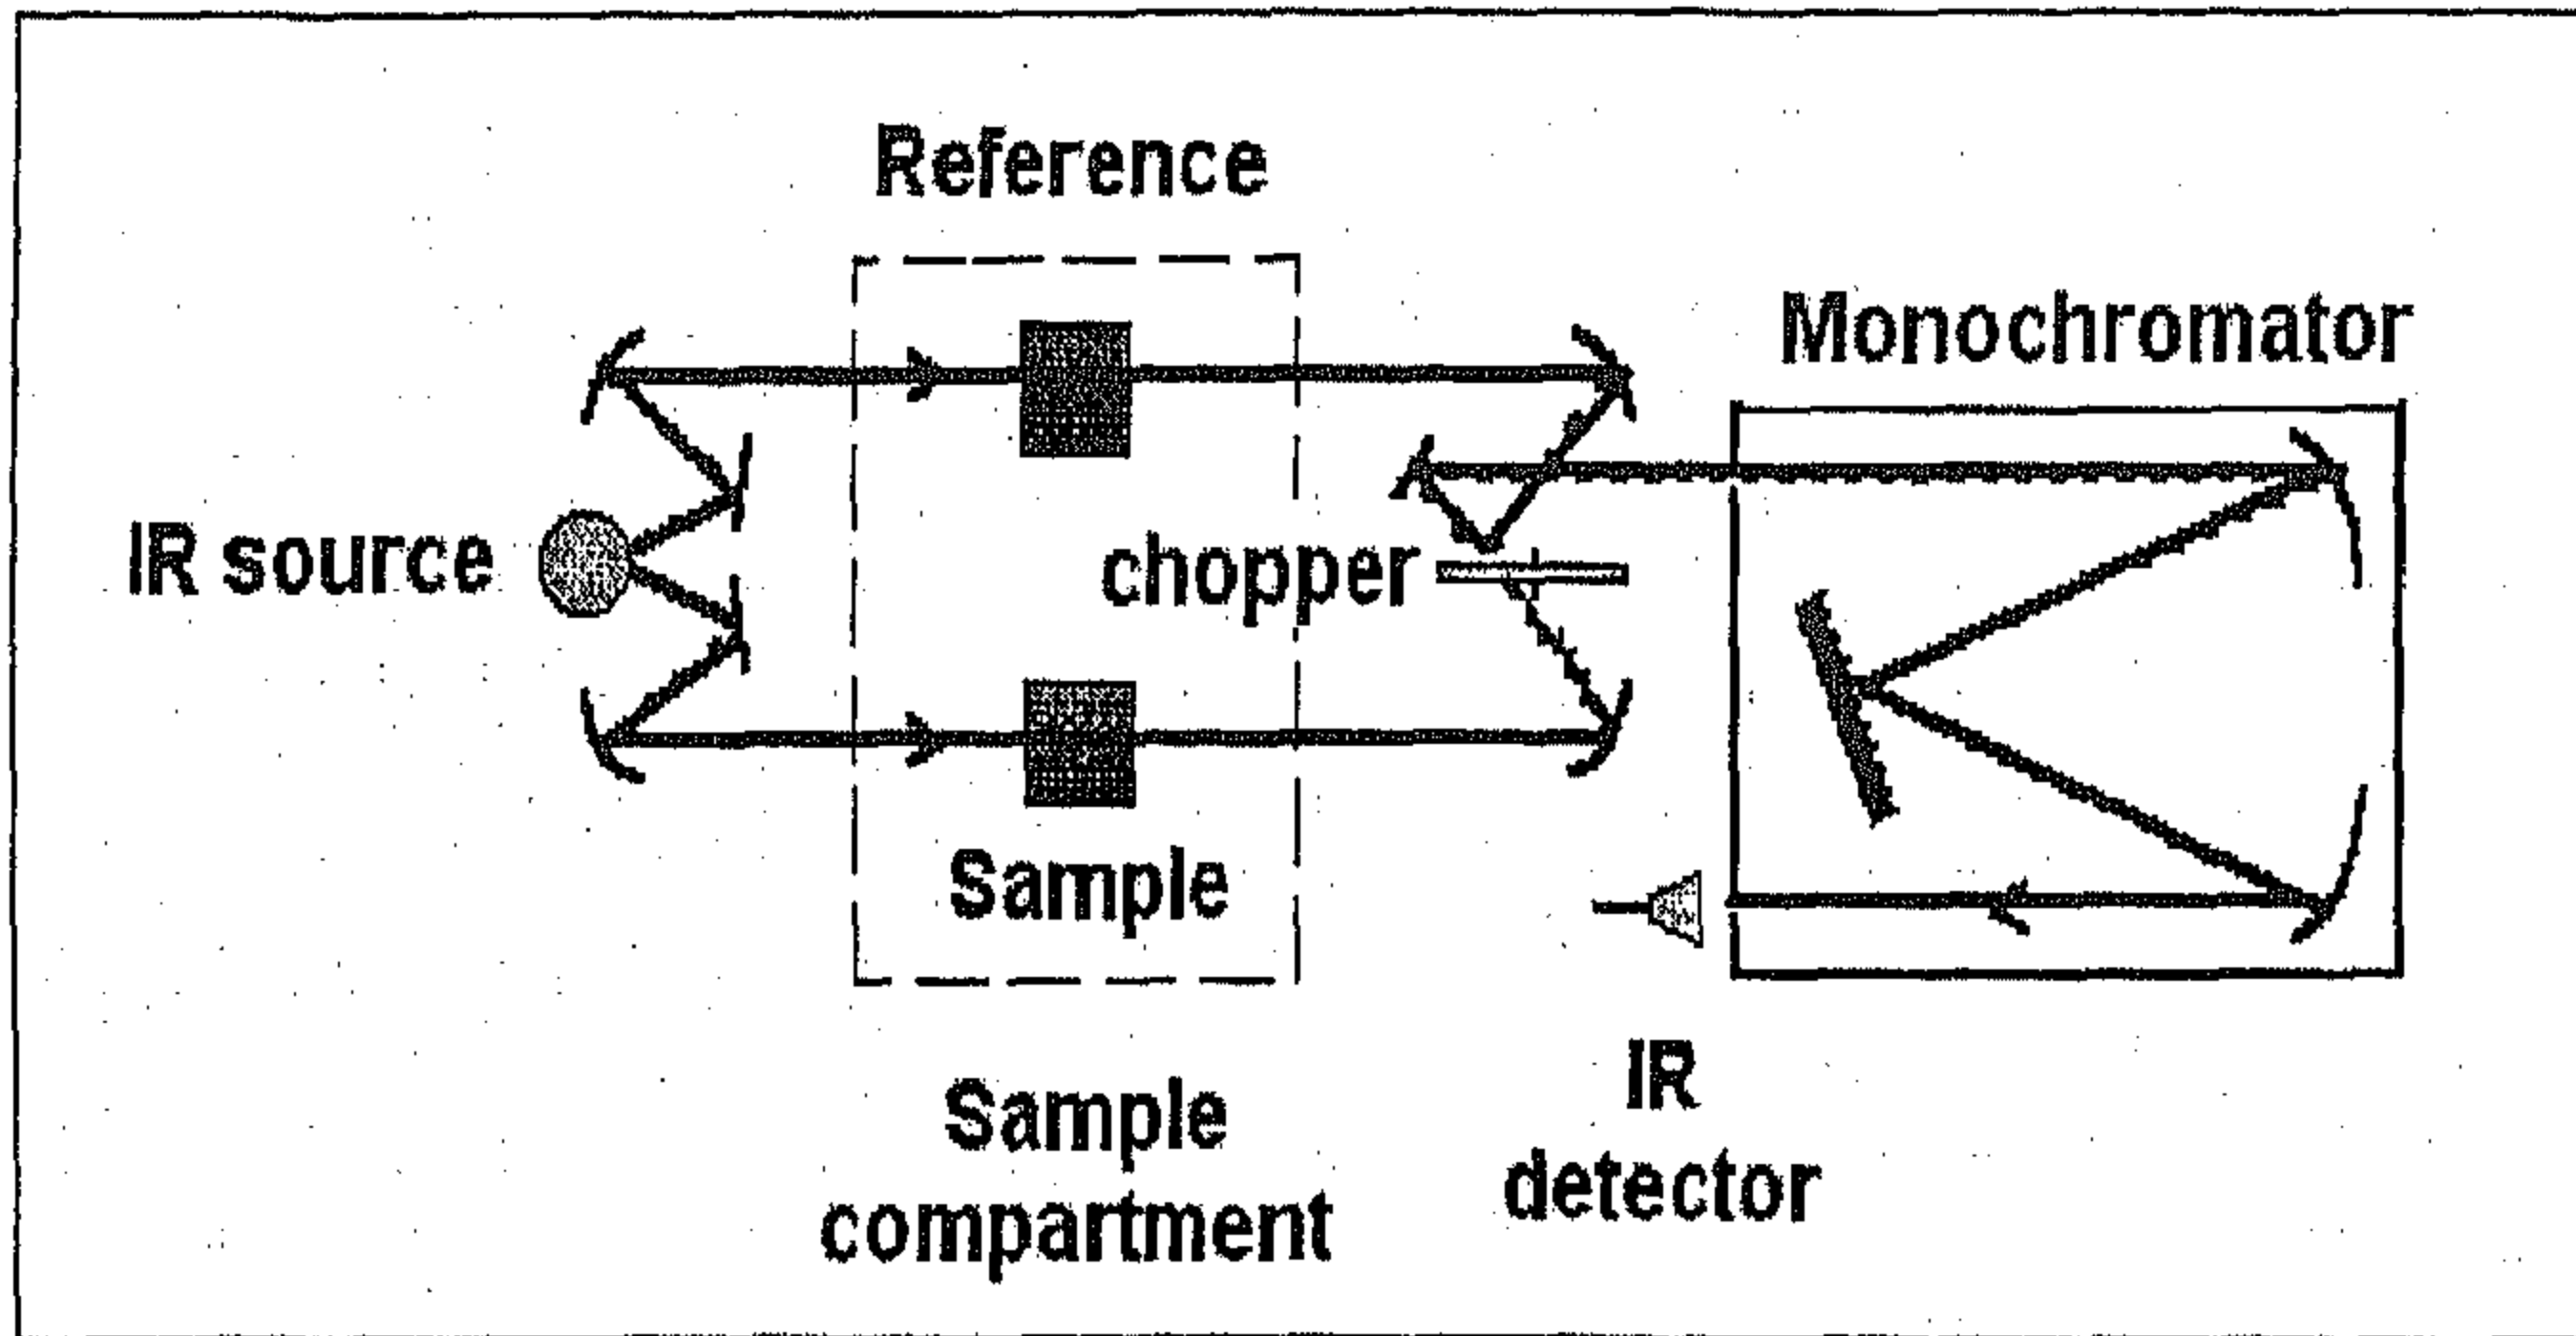 Reference
Monochromator
IR source
chopper
Sample
Sample
compartment
IR
detector